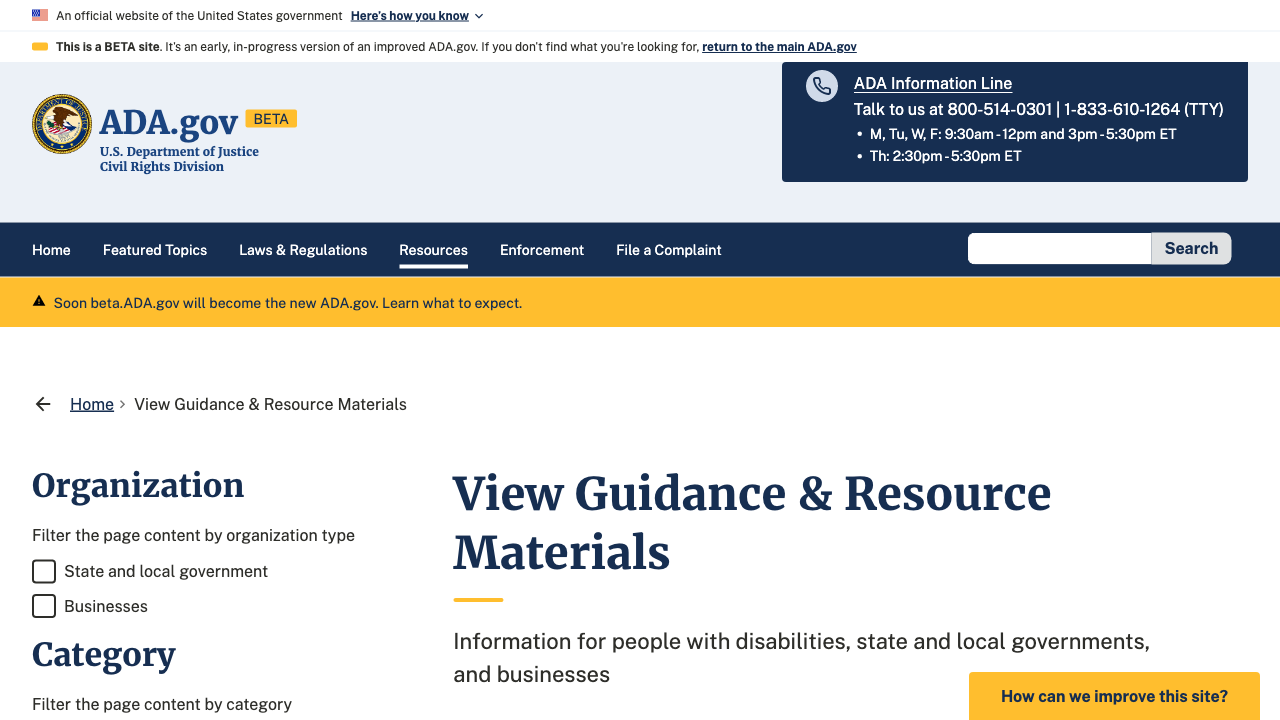 An official website of the United States government Here's how you know
This is a BETA site. It's an early, in-progress version of an improved ADA.gov. If you don't find what you're looking for, return to the main ADA.gov
ADA.gov BETA
U.S. Department of Justice
Civil Rights Division
ADA Information Line
Talk to us at 800-514-0301 | 1-833-610-1264 (TTY)
• M, Tu, W, F: 9:30am - 12pm and 3pm - 5:30pm ET
• Th: 2:30pm - 5:30pm ET
Home Featured Topics Laws & Regulations Resources Enforcement File a Complaint Search
Soon beta.ADA.gov will become the new ADA.gov. Learn what to expect.
Home > View Guidance & Resource Materials
Organization
Filter the page content by organization type
State and local government
Businesses
Category
Filter the page content by category
View Guidance & Resource
Materials
Information for people with disabilities, state and local governments,
and businesses
How can we improve this site?